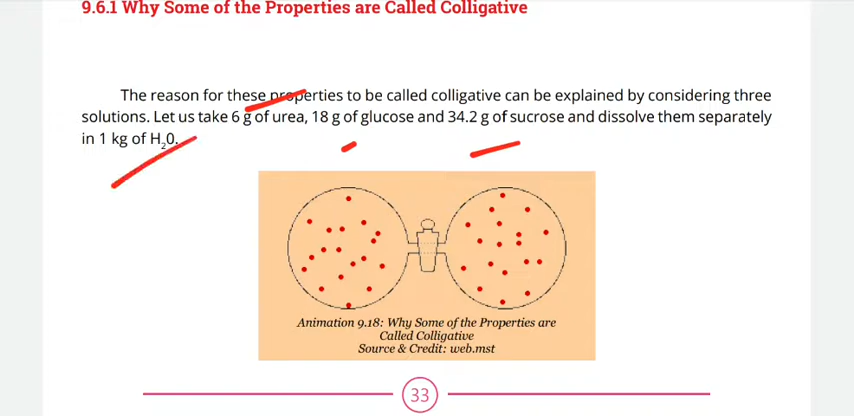 9.6.1 Why Some of the Properties are Called Colligative
The reason for these properties to be called colligative can be explained by considering three
solutions. Let us take 6 g of urea, 18 g of glucose and 34.2 g of sucrose and dissolve them separately
in 1 kg of H₂0.
Animation 9.18: Why Some of the Properties are
Called Colligative
Source & Credit: web.mst
33